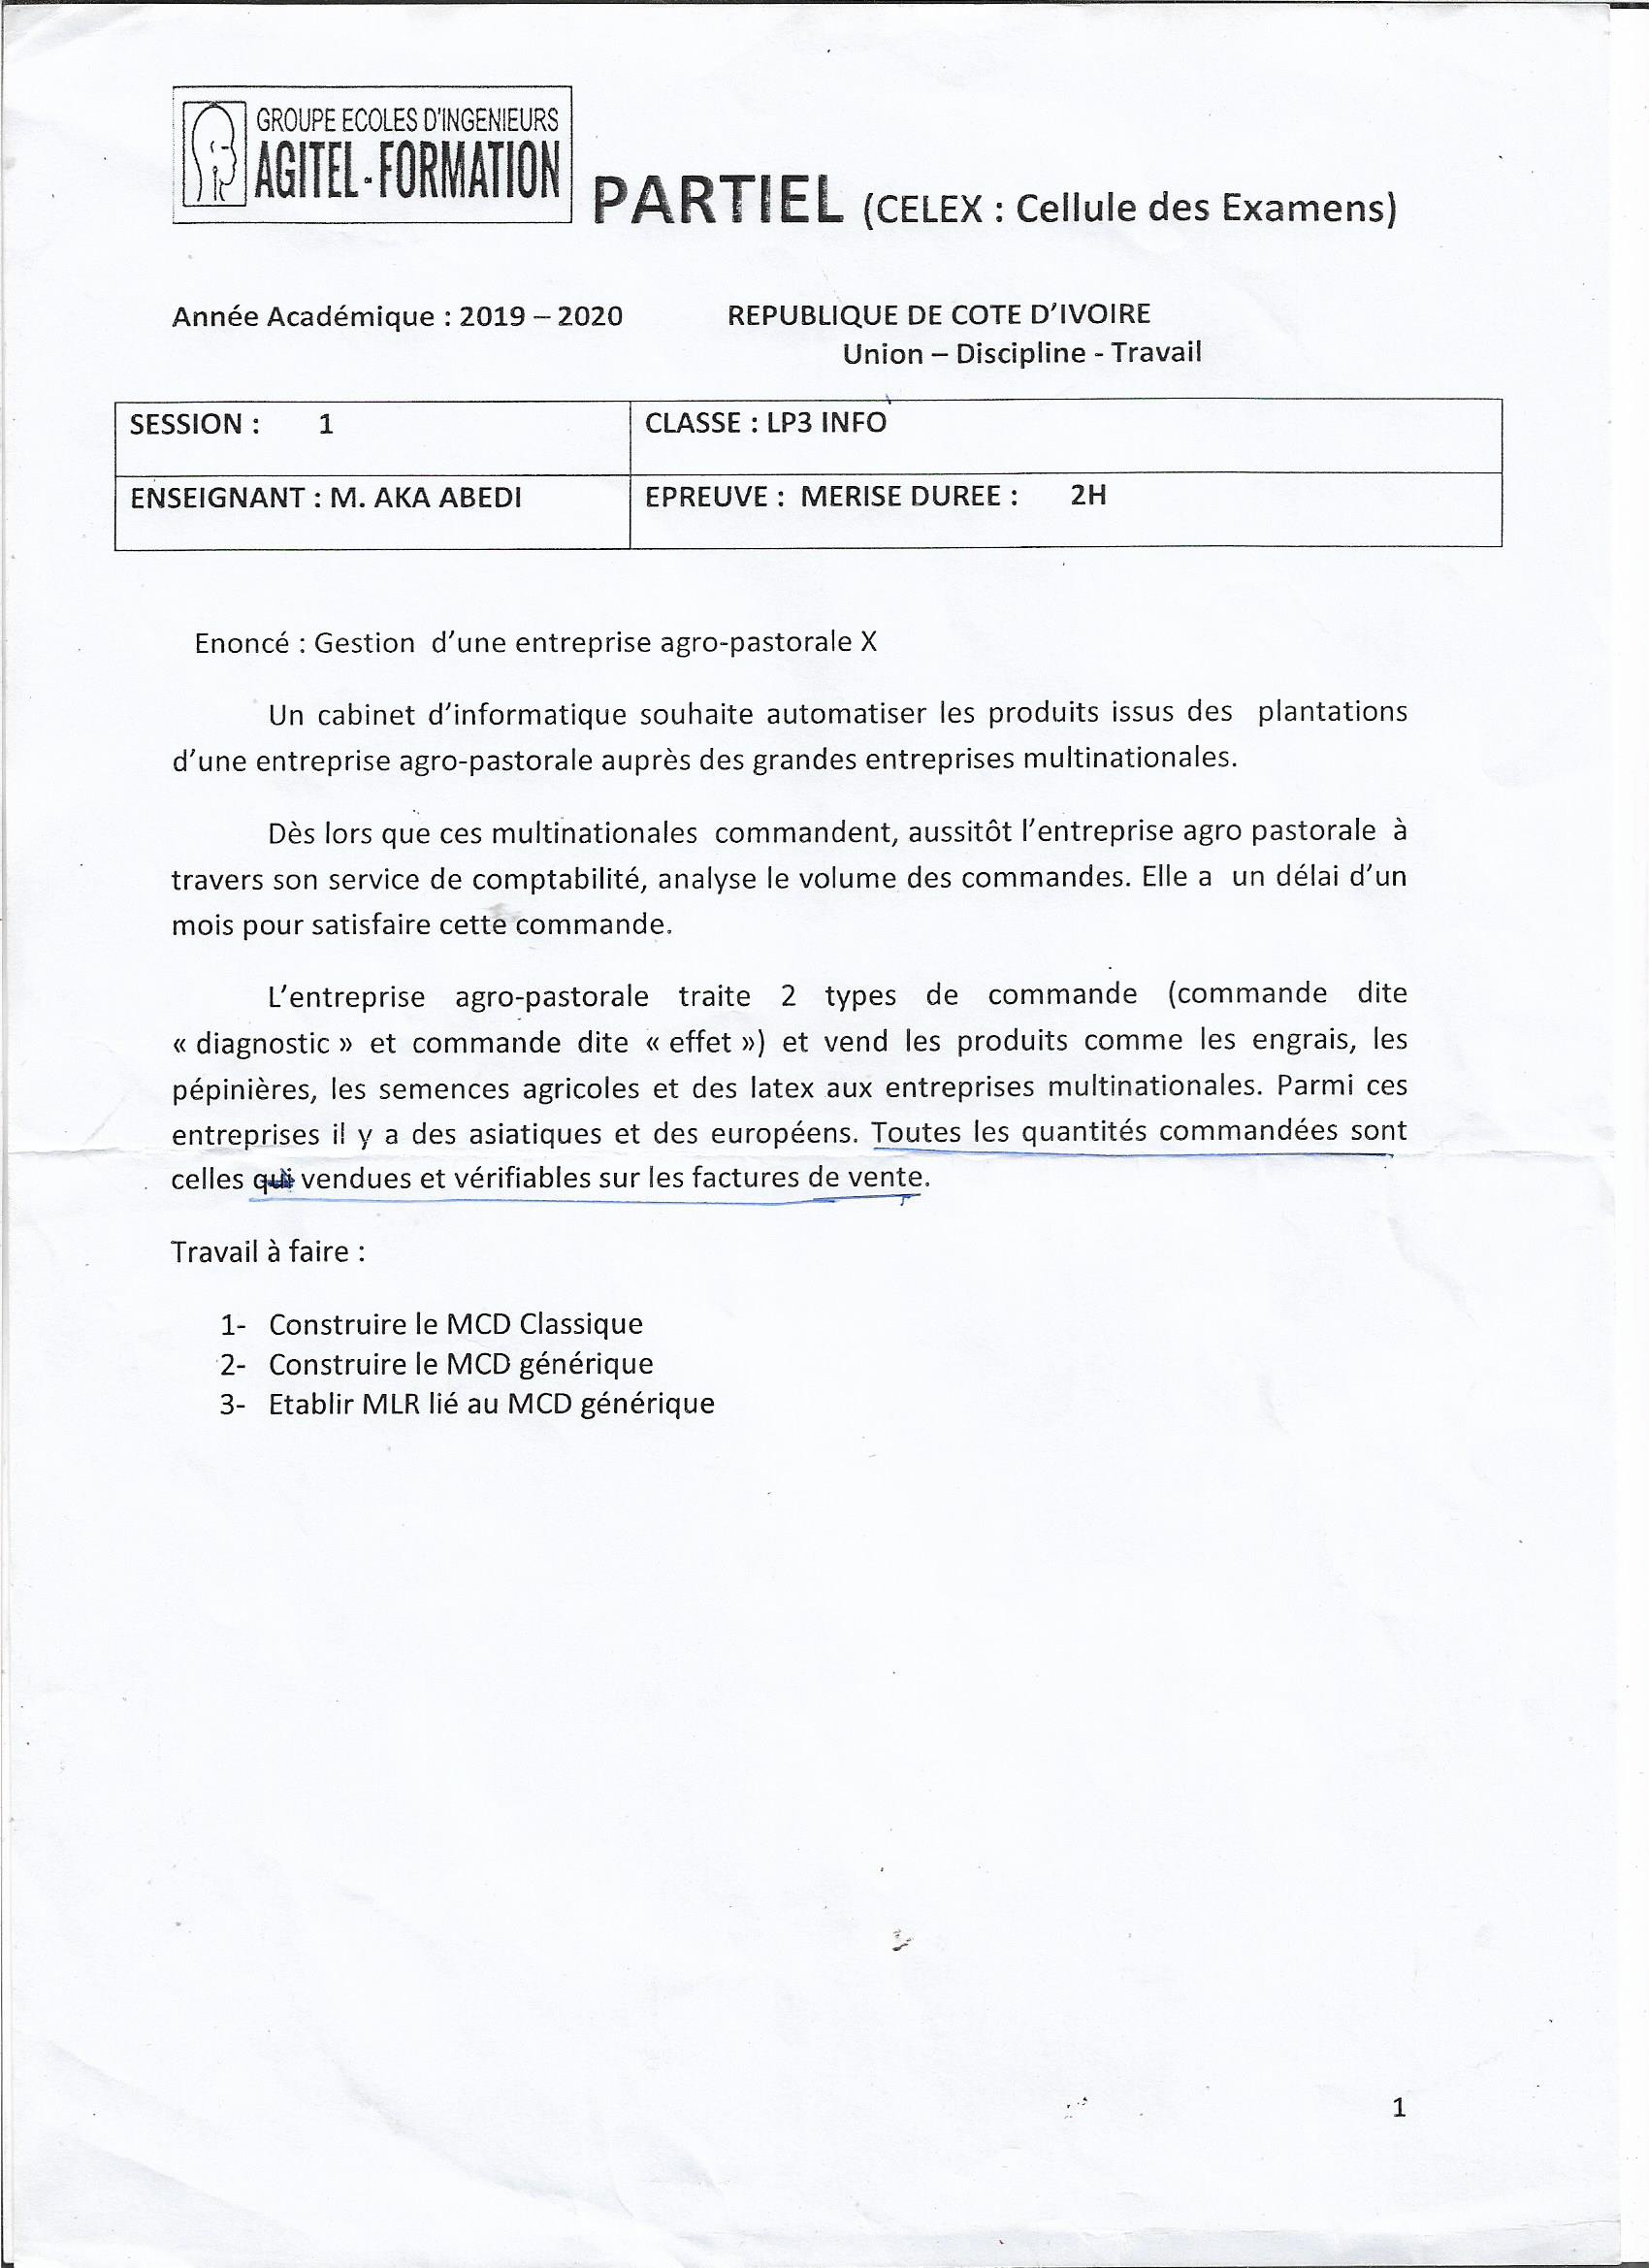 GROUPE ECOLES D'INGENIEURS
AGITEL-FORMATION
PARTIEL (CELEX : Cellule des Examens)
Année Académique : 2019 – 2020 REPUBLIQUE DE COTE D'IVOIRE
Union – Discipline - Travail
SESSION : 1 CLASSE : LP3 INFO
ENSEIGNANT : M. AKA ABEDI EPREUVE : MERISE DUREE : 2H
Enoncé : Gestion d'une entreprise agro-pastorale X
Un cabinet d'informatique souhaite automatiser les produits issus des plantations
d'une entreprise agro-pastorale auprès des grandes entreprises multinationales.
Dès lors que ces multinationales commandent, aussitôt l'entreprise agro pastorale à
travers son service de comptabilité, analyse le volume des commandes. Elle a un délai d'un
mois pour satisfaire cette commande.
L'entreprise agro-pastorale traite 2 types de commande (commande dite
« diagnostic » et commande dite « effet ») et vend les produits comme les engrais, les
pépinières, les semences agricoles et des latex aux entreprises multinationales. Parmi ces
entreprises il y a des asiatiques et des européens. Toutes les quantités commandées sont
celles qui vendues et vérifiables sur les factures de vente.
Travail à faire :
1- Construire le MCD Classique
2- Construire le MCD générique
3- Etablir MLR lié au MCD générique
1